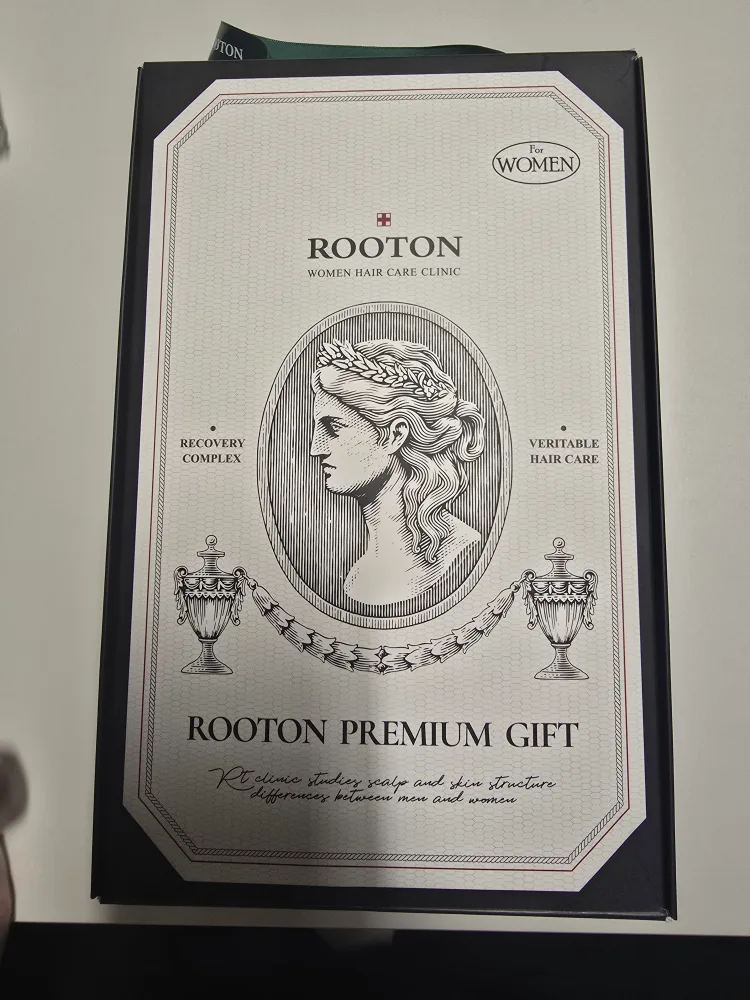 For
WOMEN
ROOTON
WOMEN HAIR CARE CLINIC
RECOVERY
COMPLEX
VERITABLE
HAIR CARE
ROOTON PREMIUM GIFT
Rt clinic studies scalp and skin structure
differences between men and women